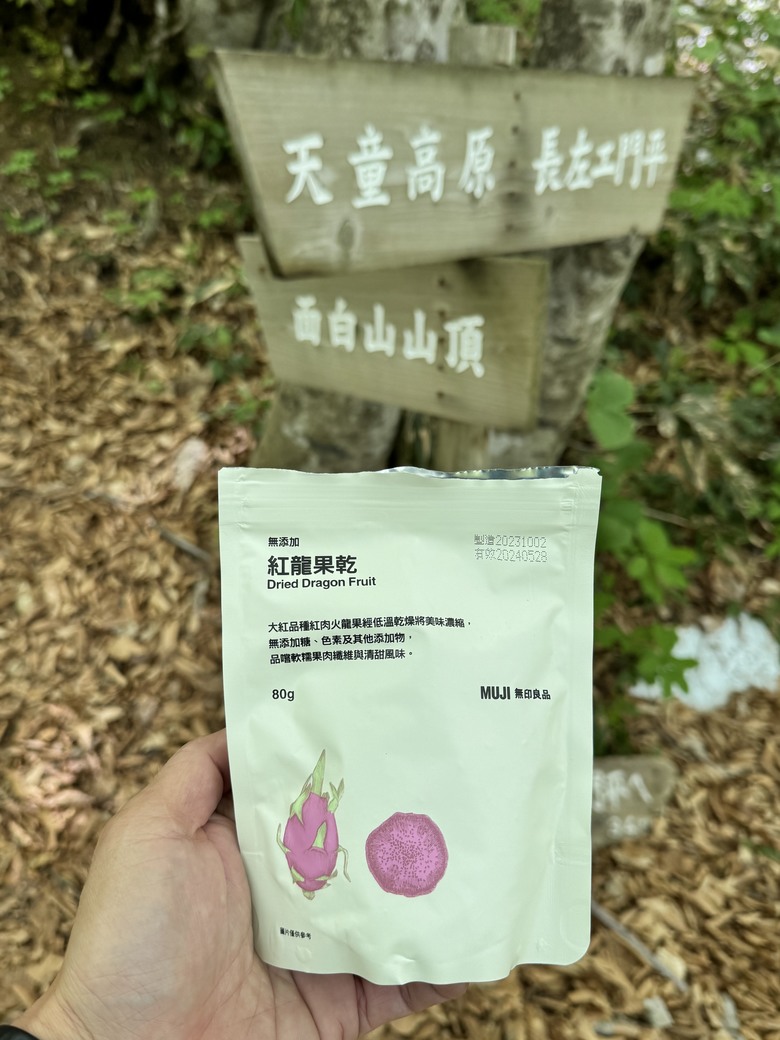 天童高原 長左エ門平
面白山山頂
無添加
紅龍果乾
Dried Dragon Fruit
製造20231002
有效20240528
大紅品種紅肉火龍果經低溫乾燥將美味濃縮，
無添加糖、色素及其他添加物，
品嚐軟糯果肉纖維與清甜風味。
80g
MUJI 無印良品
圖片僅供參考